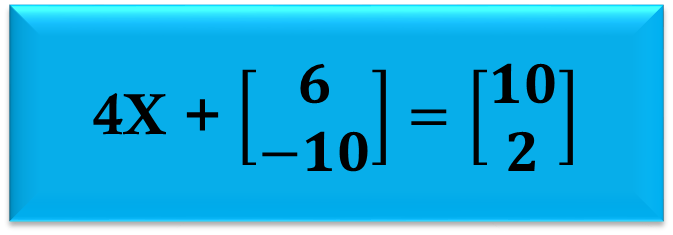 4X + [6 −10] = [10 2]